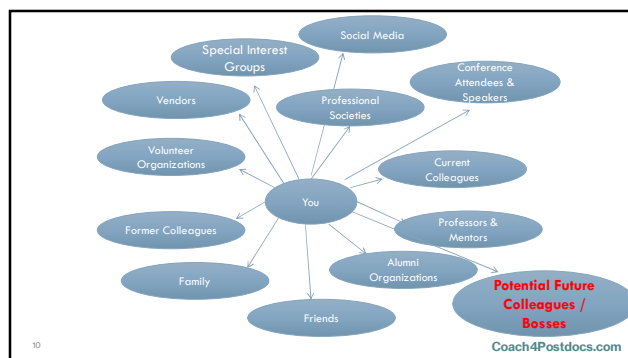 Social Media
Special Interest
Groups
Conference
Attendees &
Speakers
Vendors
Professional
Societies
Volunteer
Organizations
Current
Colleagues
You
Former Colleagues
Professors &
Mentors
Alumni
Organizations
Family
Potential Future
Colleagues /
Bosses
Friends
10
Coach4Postdocs.com